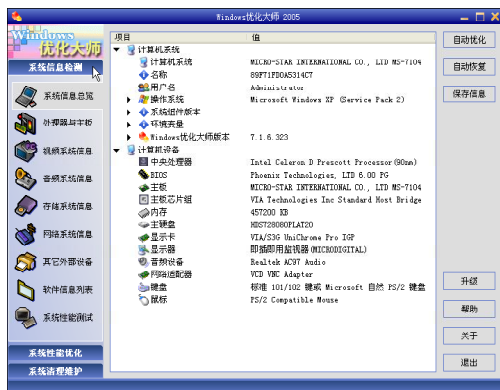 Windows优化大师 2005
Windows
优化大师
系统信息检测
系统信息总览
处理器与主板
视频系统信息
音频系统信息
存储系统信息
网络系统信息
其它外部设备
软件信息列表
系统性能测试
系统性能优化
系统清理维护
项目 值
计算机系统
计算机系统 MICRO-STAR INTERNATIONAL CO., LTD MS-7104
名称 89F71FDOA5314C7
用户名 Administrator
操作系统 Microsoft Windows XP (Service Pack 2)
系统组件版本
环境变量
Windows优化大师版本 7.1.6.323
计算机设备
中央处理器 Intel Celeron D Prescott Processor(90nm)
BIOS Phoenix Technologies, LTD 6.00 PG
主板 MICRO-STAR INTERNATIONAL CO., LTD MS-7104
主板芯片组 VIA Technologies Inc Standard Host Bridge
内存 457200 KB
主硬盘 HDS728080PLAT20
显示卡 VIA/S3G UniChrome Pro IGP
显示器 即插即用监视器(MICRODIGITAL)
音频设备 Realtek AC97 Audio
网络适配器 VCD VNC Adapter
键盘 标准 101/102 键或 Microsoft 自然 PS/2 键盘
鼠标 PS/2 Compatible Mouse
自动优化
自动恢复
保存信息
升级
帮助
关于
退出